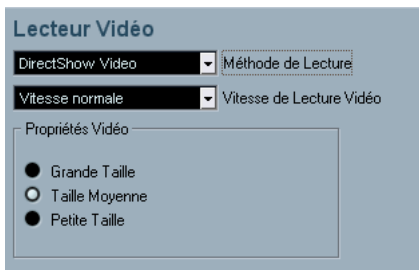 Lecteur Vidéo
DirectShow Video Méthode de Lecture
Vitesse normale Vitesse de Lecture Vidéo
Propriétés Vidéo
Grande Taille
Taille Moyenne
Petite Taille